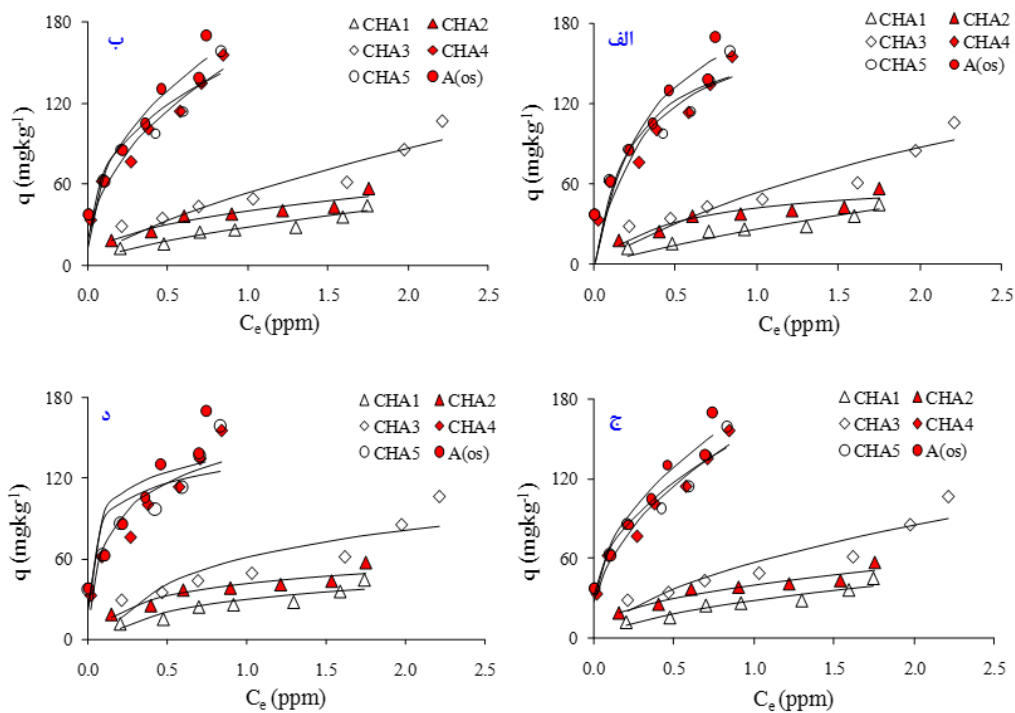 ب
180
120
60
0
q (mgkg-1)
CHA1 CHA2
CHA3 CHA4
CHA5 A(os)
0.0 0.5 1.0 1.5 2.0 2.5
Ce (ppm)
الف
180
120
60
0
q (mgkg-1)
CHA1 CHA2
CHA3 CHA4
CHA5 A(os)
0.0 0.5 1.0 1.5 2.0 2.5
Ce (ppm)
د
180
120
60
0
q (mgkg-1)
CHA1 CHA2
CHA3 CHA4
CHA5 A(os)
0.0 0.5 1.0 1.5 2.0 2.5
Ce (ppm)
ج
180
120
60
0
q (mgkg-1)
CHA1 CHA2
CHA3 CHA4
CHA5 A(os)
0.0 0.5 1.0 1.5 2.0 2.5
Ce (ppm)